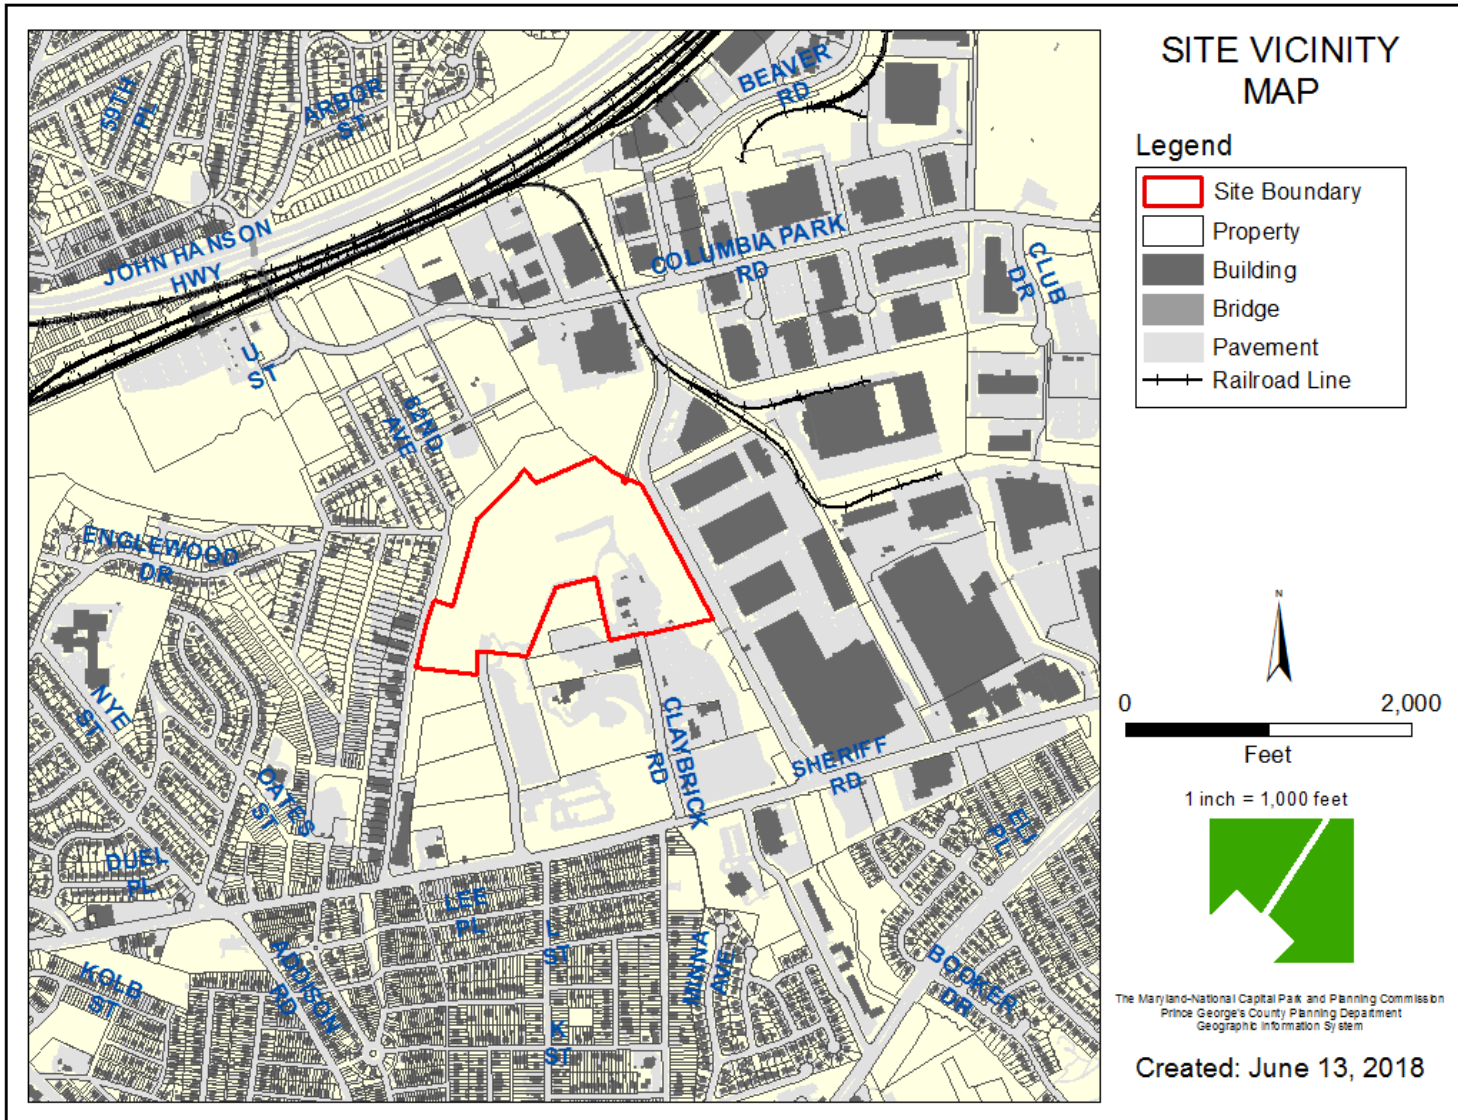 SITE VICINITY
MAP
Legend
Site Boundary
Property
Building
Bridge
Pavement
Railroad Line
N
0 2,000
Feet
1 inch = 1,000 feet
The Maryland-National Capital Park and Planning Commission
Prince George's County Planning Department
Geographic Information System
Created: June 13, 2018
59TH
PL
ARBOR
ST
BEAVER
RD
JOHN HANSON
HWY
COLUMBIA PARK
RD
CLUB
DR
U
ST
62ND
AVE
ENGLEWOOD
DR
NYE
ST
OATES
ST
DUEL
PL
CLAYBRICK
RD
SHERIFF
RD
ELI
PL
LEE
PL
L
ST
KOLB
ST
ADDISON
RD
MINNA
AVE
BOOKER
DR
K
ST